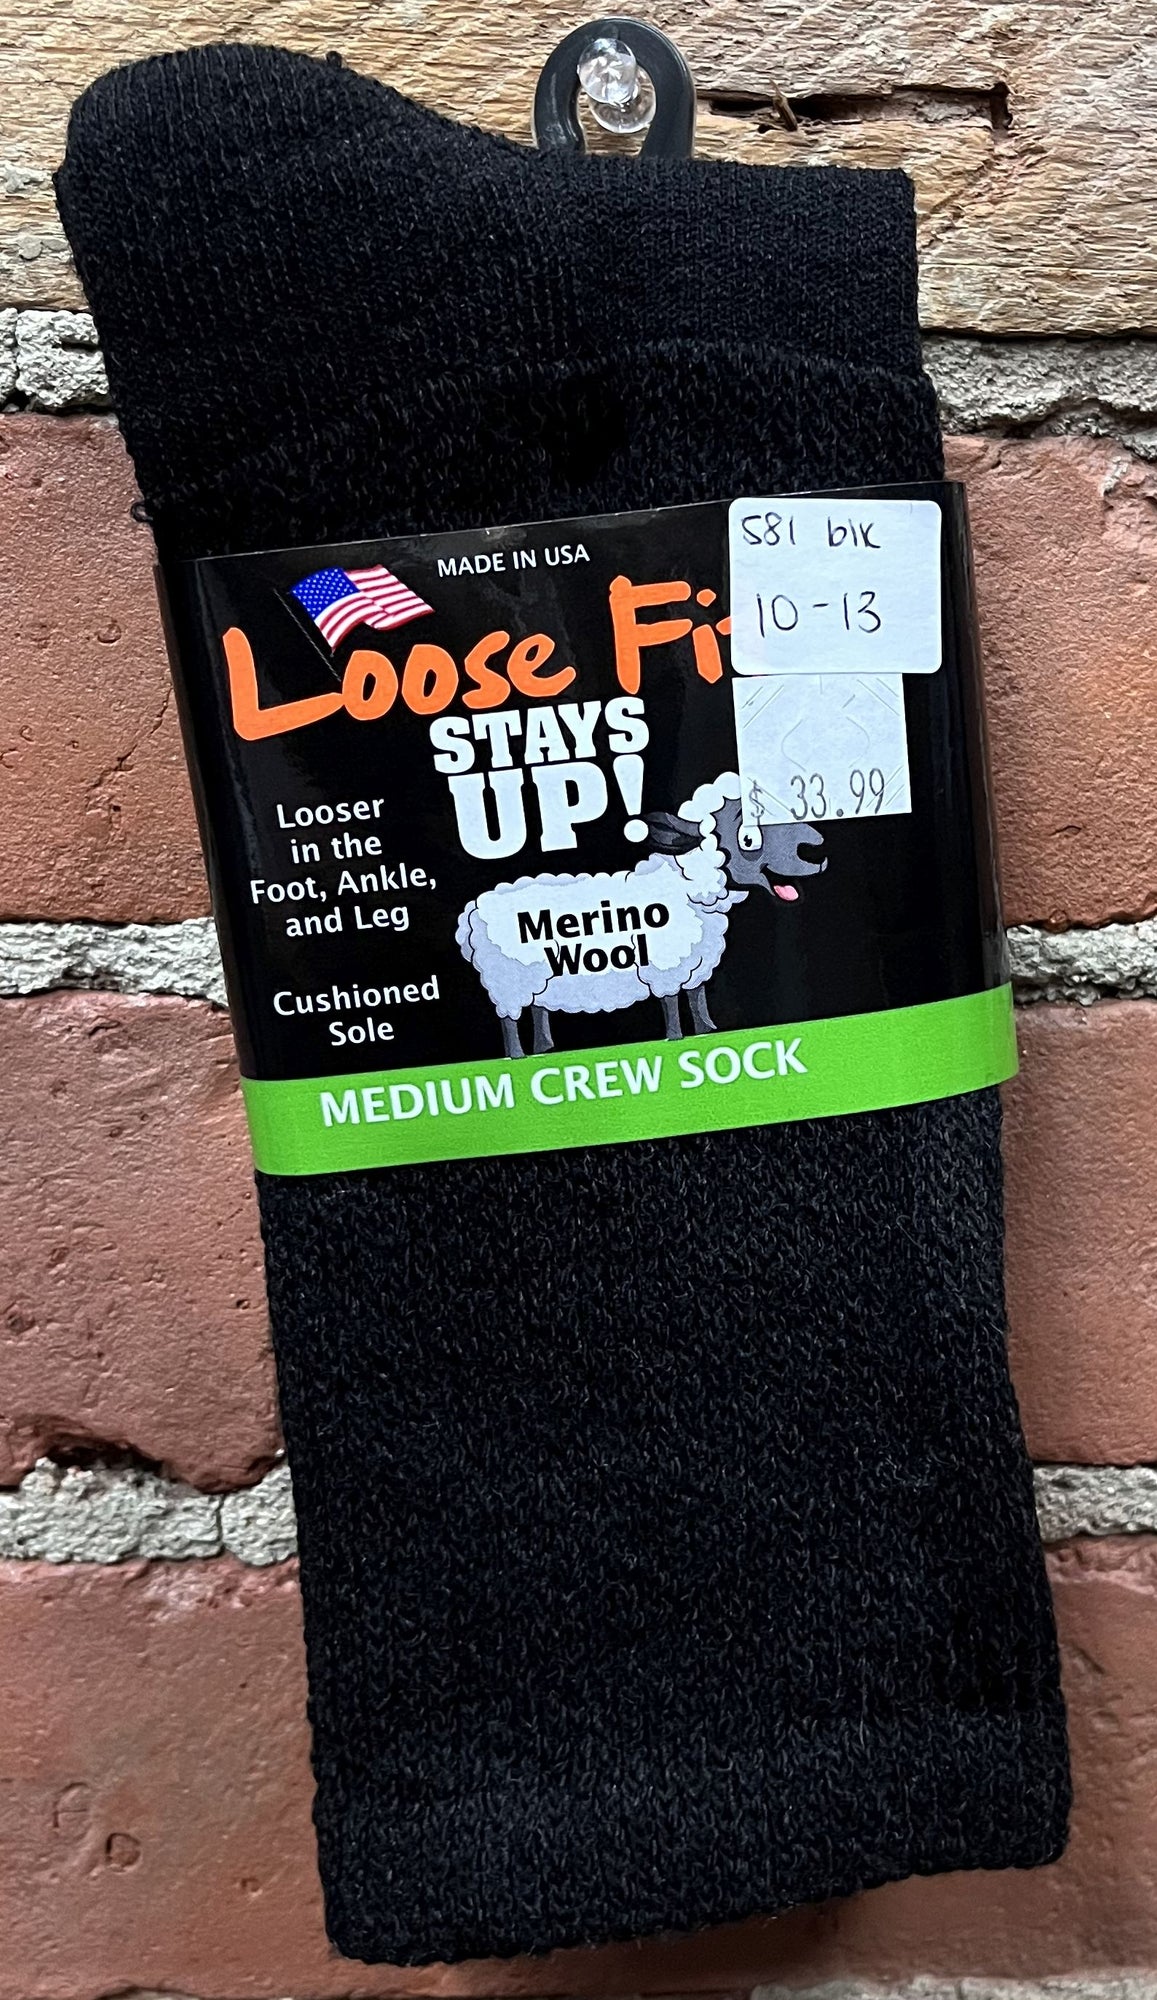 581 blk
10-13
MADE IN USA
Loose Fi
STAYS
UP!
$ 33.99
Looser
in the
Foot, Ankle,
and Leg
Merino
Wool
Cushioned
Sole
MEDIUM CREW SOCK